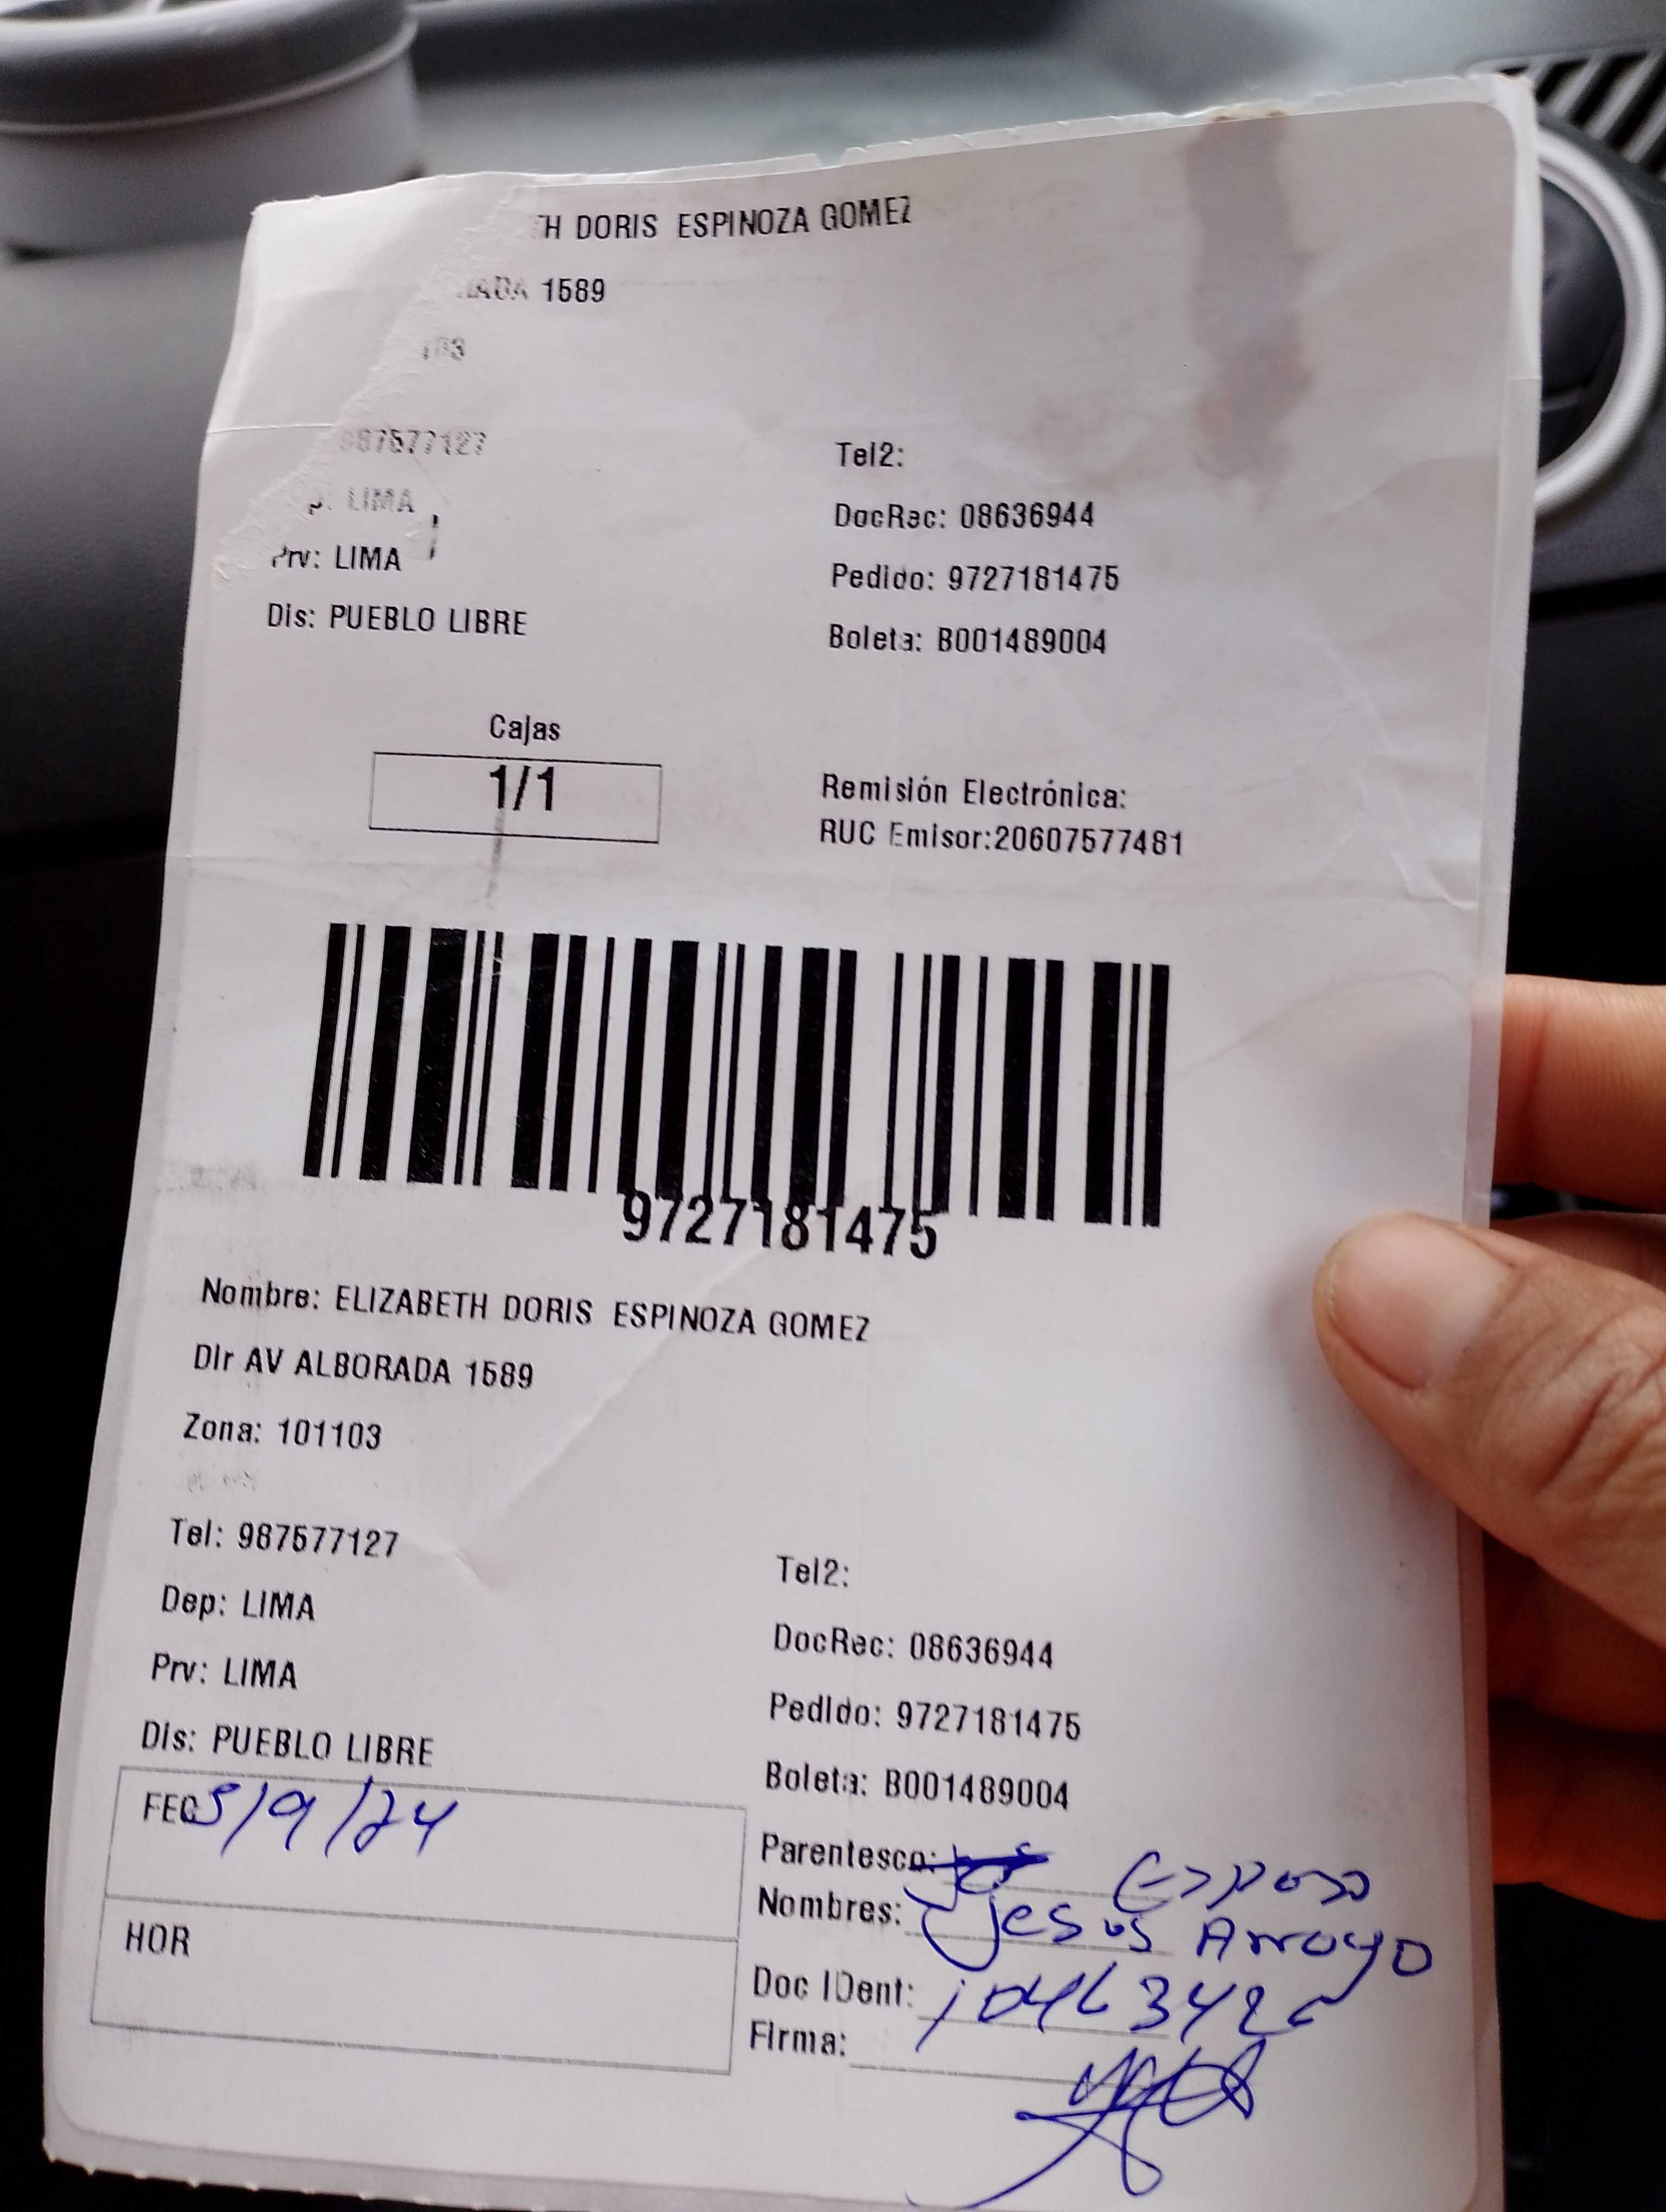 TH DORIS ESPINOZA GOMEZ
RADA 1589
103
987577127
p: LIMA
Prv: LIMA
Dis: PUEBLO LIBRE
Tel2:
DocRec: 08636944
Pedido: 9727181475
Boleta: B001489004
Cajas
1/1
Remisión Electrónica:
RUC Emisor:20607577481
9727181475
Nombre: ELIZABETH DORIS ESPINOZA GOMEZ
Dir AV ALBORADA 1589
Zona: 101103
Tel: 987577127
Dep: LIMA
Prv: LIMA
Dis: PUEBLO LIBRE
Tel2:
DocRec: 08636944
Pedido: 9727181475
Boleta: B001489004
FEC 5/9/24
HOR
Parentesco: Esposo
Nombres: Jesus Arroyo
Doc IDent:
Firma: